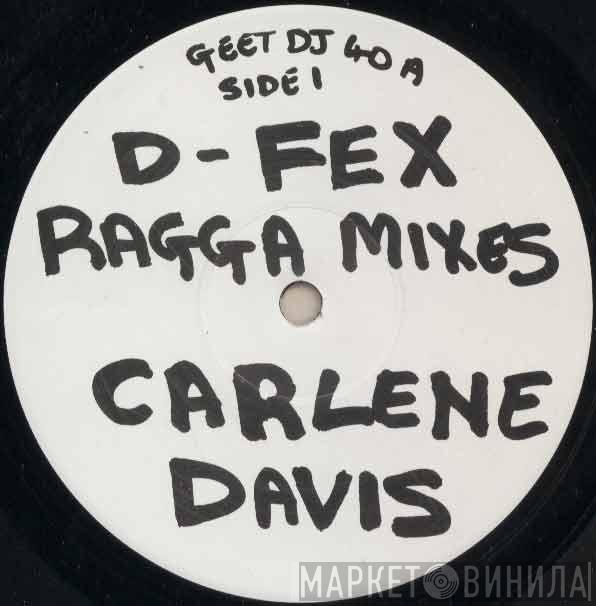 GEET DJ 40 A
SIDE 1
D-FEX
RAGGA MIXES
CARLENE
DAVIS
МАРКЕТ ВИНИЛА